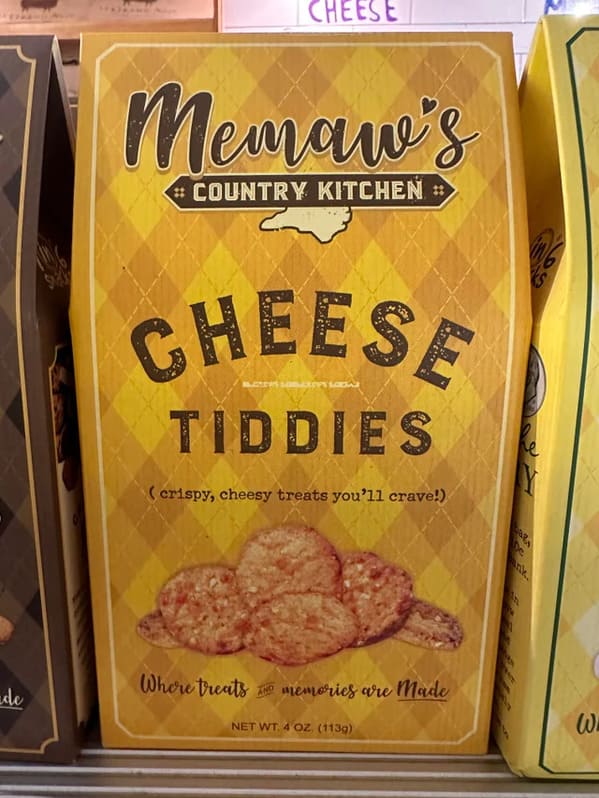 CHEESE
Memaw's
COUNTRY KITCHEN
CHEESE
TIDDIES
( crispy, cheesy treats you'll crave!)
Where treats AND memories are Made
NET WT. 4 OZ. (113g)